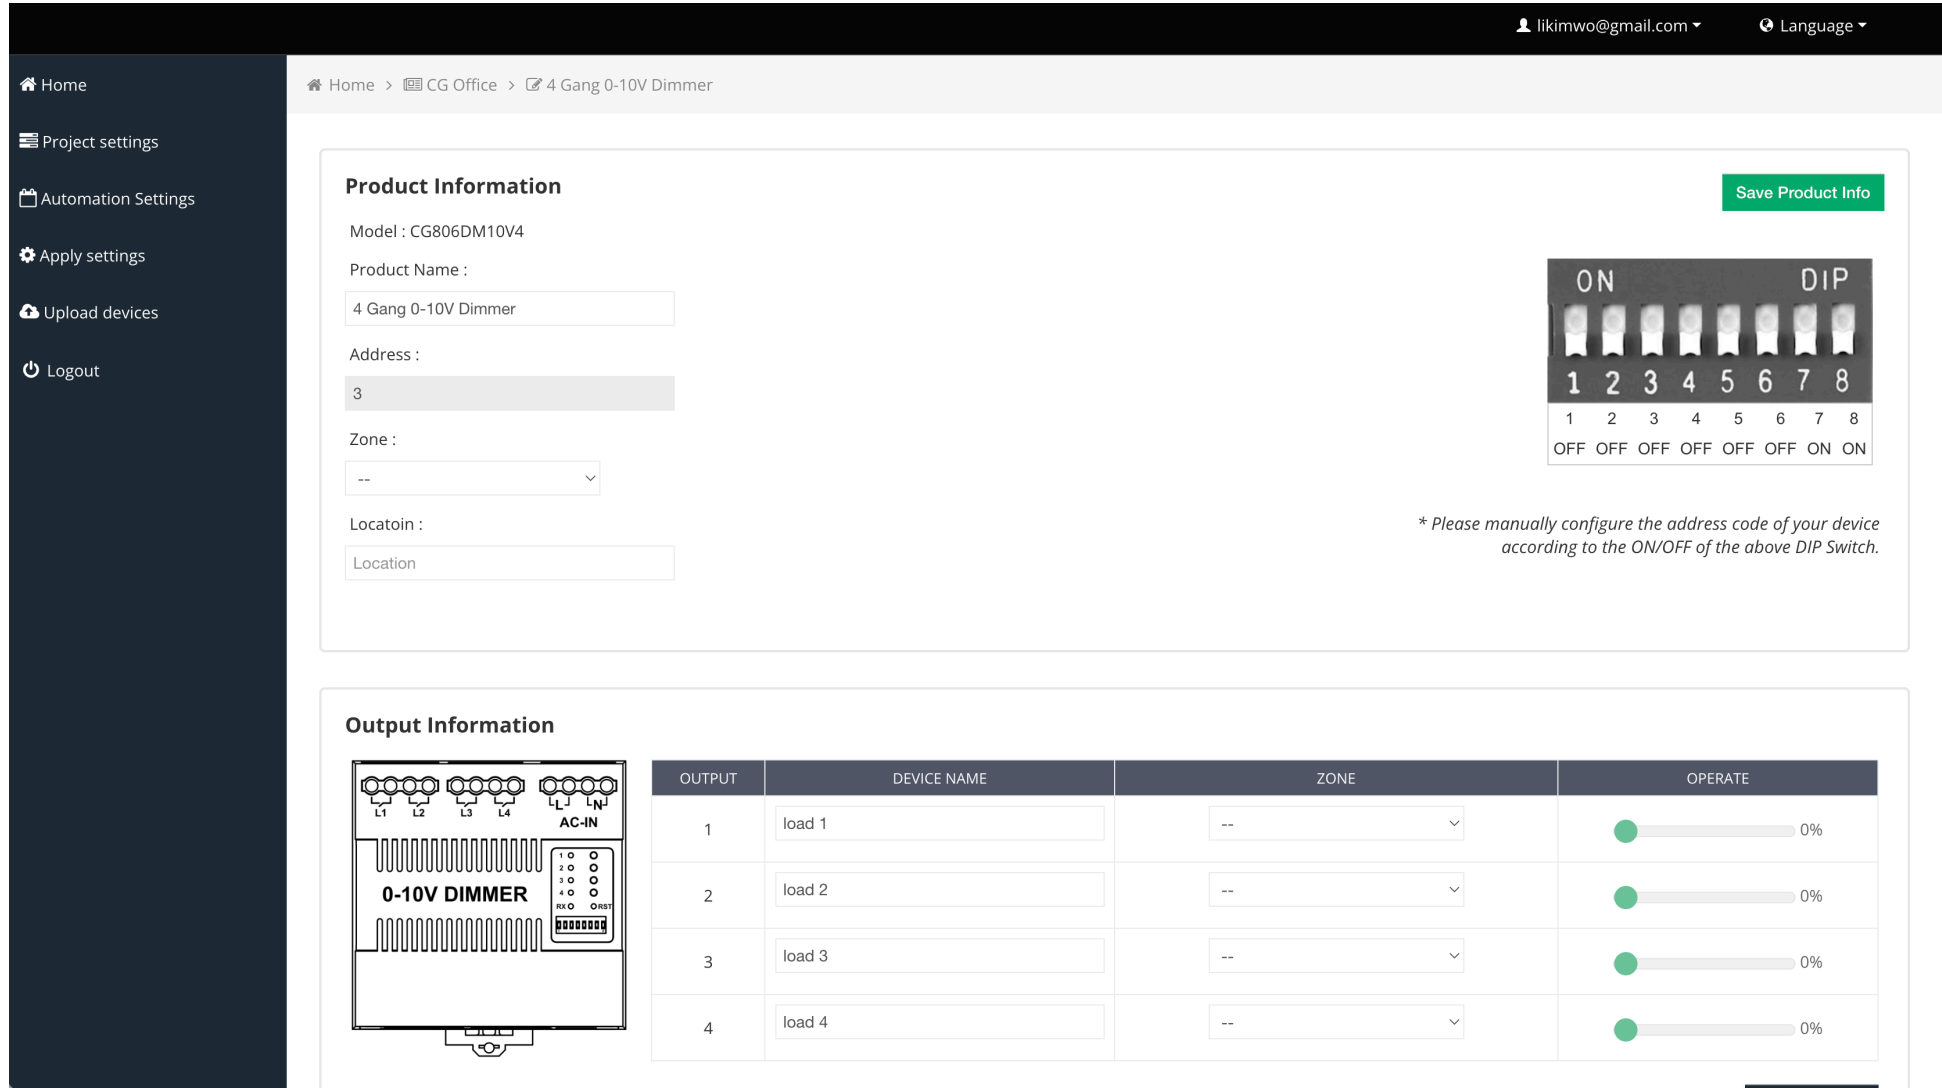 likimwo@gmail.com
Language
Home
Project settings
Automation Settings
Apply settings
Upload devices
Logout
Home > CG Office > 4 Gang 0-10V Dimmer
Product Information
Save Product Info
Model : CG806DM10V4
Product Name :
4 Gang 0-10V Dimmer
Address :
3
Zone :
--
Locatoin :
Location
ON DIP
1 2 3 4 5 6 7 8
1 2 3 4 5 6 7 8
OFF OFF OFF OFF OFF OFF ON ON
* Please manually configure the address code of your device
according to the ON/OFF of the above DIP Switch.
Output Information
L1 L2 L3 L4 L N
AC-IN
0-10V DIMMER
1
2
3
4
RX RST
OUTPUT DEVICE NAME ZONE OPERATE
1 load 1 -- 0%
2 load 2 -- 0%
3 load 3 -- 0%
4 load 4 -- 0%